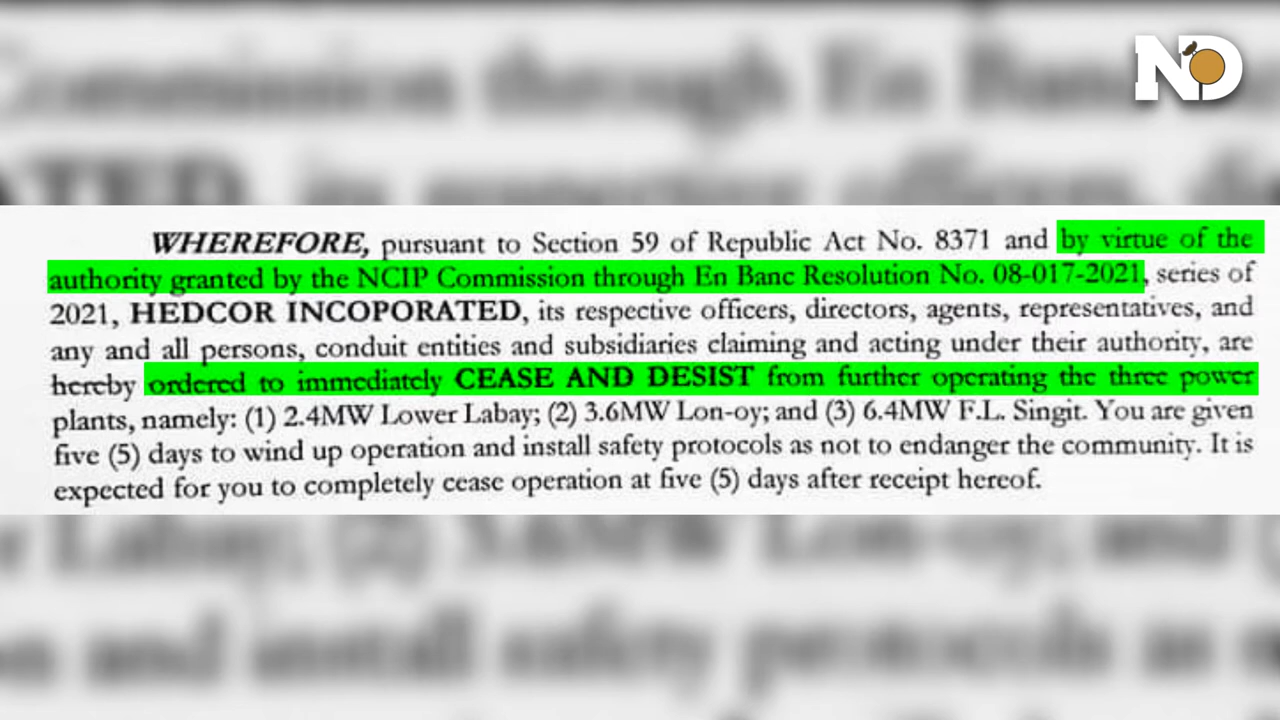 ND
WHEREFORE, pursuant to Section 59 of Republic Act No. 8371 and by virtue of the
authority granted by the NCIP Commission through En Banc Resolution No. 08-017-2021, series of
2021, HEDCOR INCOPORATED, its respective officers, directors, agents, representatives, and
any and all persons, conduit entities and subsidiaries claiming and acting under their authority, are
hereby ordered to immediately CEASE AND DESIST from further operating the three power
plants, namely: (1) 2.4MW Lower Labay; (2) 3.6MW Lon-oy; and (3) 6.4MW F.L. Singit. You are given
five (5) days to wind up operation and install safety protocols as not to endanger the community. It is
expected for you to completely cease operation at five (5) days after receipt hereof.